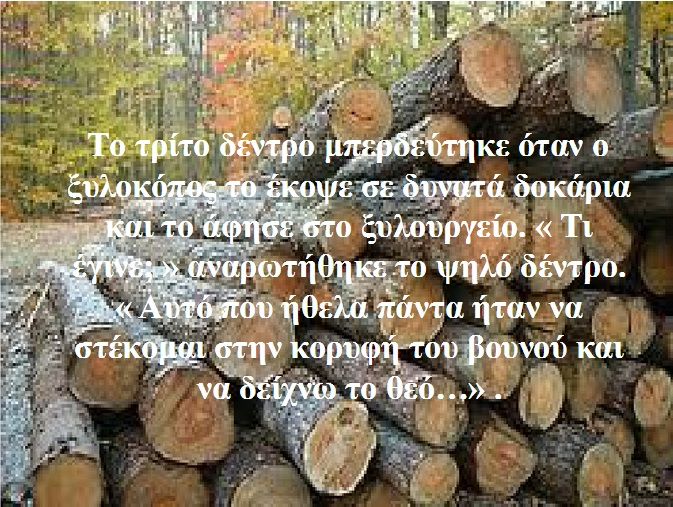 Το τρίτο δέντρο μπερδεύτηκε όταν ο
ξυλοκόπος το έκοψε σε δυνατά δοκάρια
και το άφησε στο ξυλουργείο. « Τι
έγινε; » αναρωτήθηκε το ψηλό δέντρο.
« Αυτό που ήθελα πάντα ήταν να
στέκομαι στην κορυφή του βουνού και
να δείχνω το θεό…» .